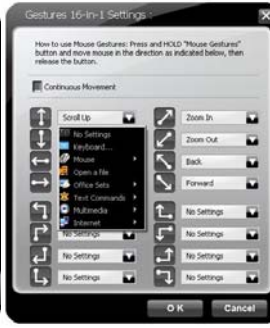 Gestures 16-in-1 Settings :
X
How to use Mouse Gestures: Press and HOLD "Mouse Gestures"
button and move mouse in the direction as indicated below, then
release the button.
Continuous Movement
Scroll Up
Zoom In
No Settings
Keyboard...
Zoom Out
Mouse
Open a file
Back
Office Sets
Forward
Text Commands
Multimedia
No Settings
Internet
No Settings
No Settings
No Settings
No Settings
No Settings
No Settings
OK Cancel